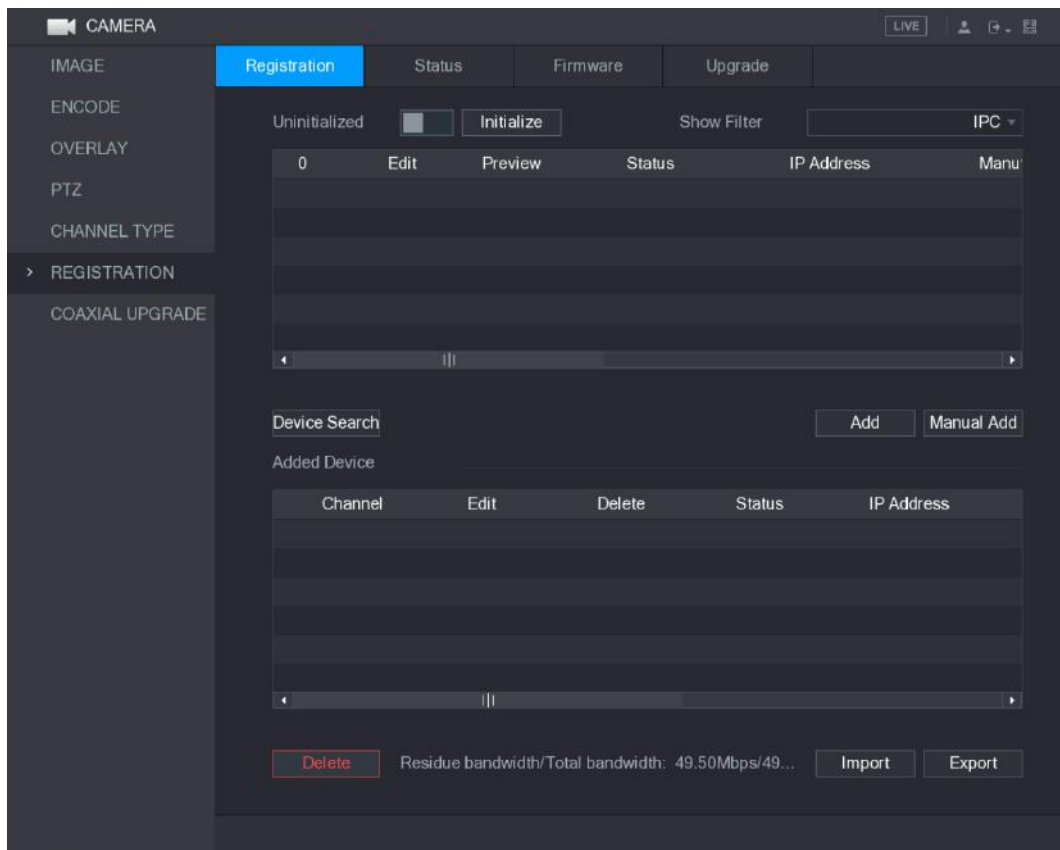 CAMERA LIVE
IMAGE
ENCODE
OVERLAY
PTZ
CHANNEL TYPE
REGISTRATION
COAXIAL UPGRADE
Registration Status Firmware Upgrade
Uninitialized Initialize Show Filter IPC
0 Edit Preview Status IP Address Manu
Device Search Add Manual Add
Added Device
Channel Edit Delete Status IP Address
Delete Residue bandwidth/Total bandwidth: 49.50Mbps/49... Import Export